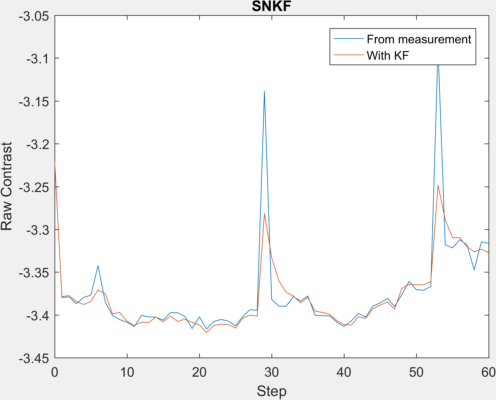 SNKF
-3.05
-3.1
-3.15
-3.2
-3.25
-3.3
-3.35
-3.4
-3.45
Raw Contrast
From measurement
With KF
0 10 20 30 40 50 60
Step